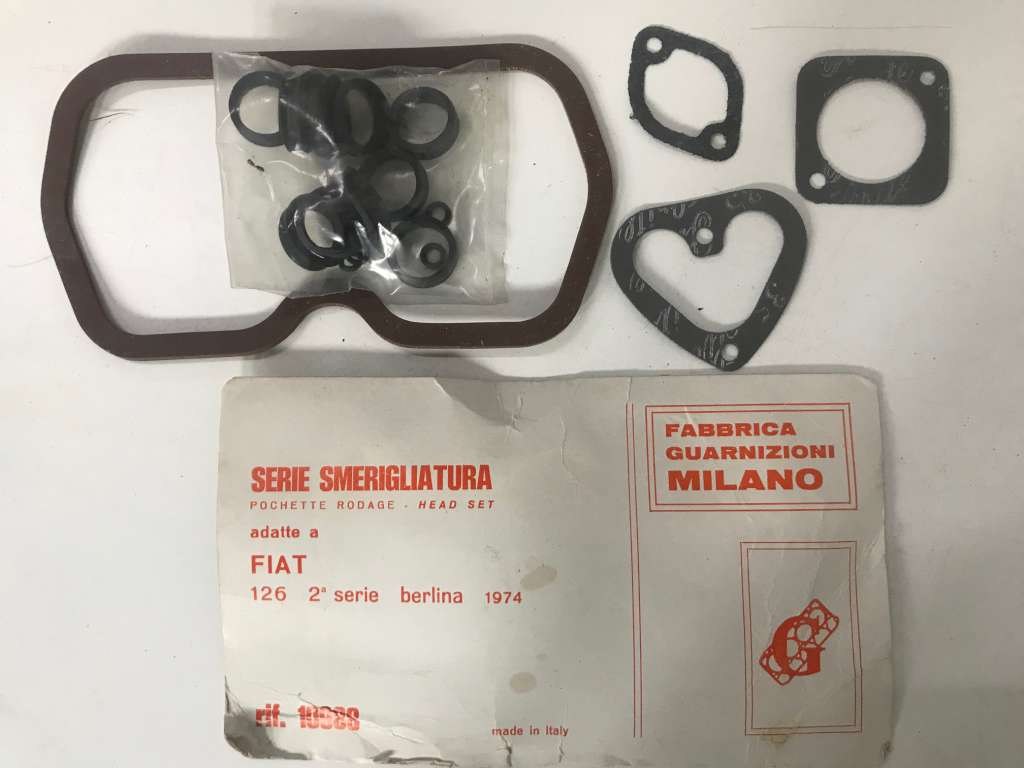 SERIE SMERIGLIATURA
POCHETTE RODAGE - HEAD SET
adatte a
FIAT
126 2ª serie berlina 1974
rif.
made in Italy
FABBRICA
GUARNIZIONI
MILANO
G